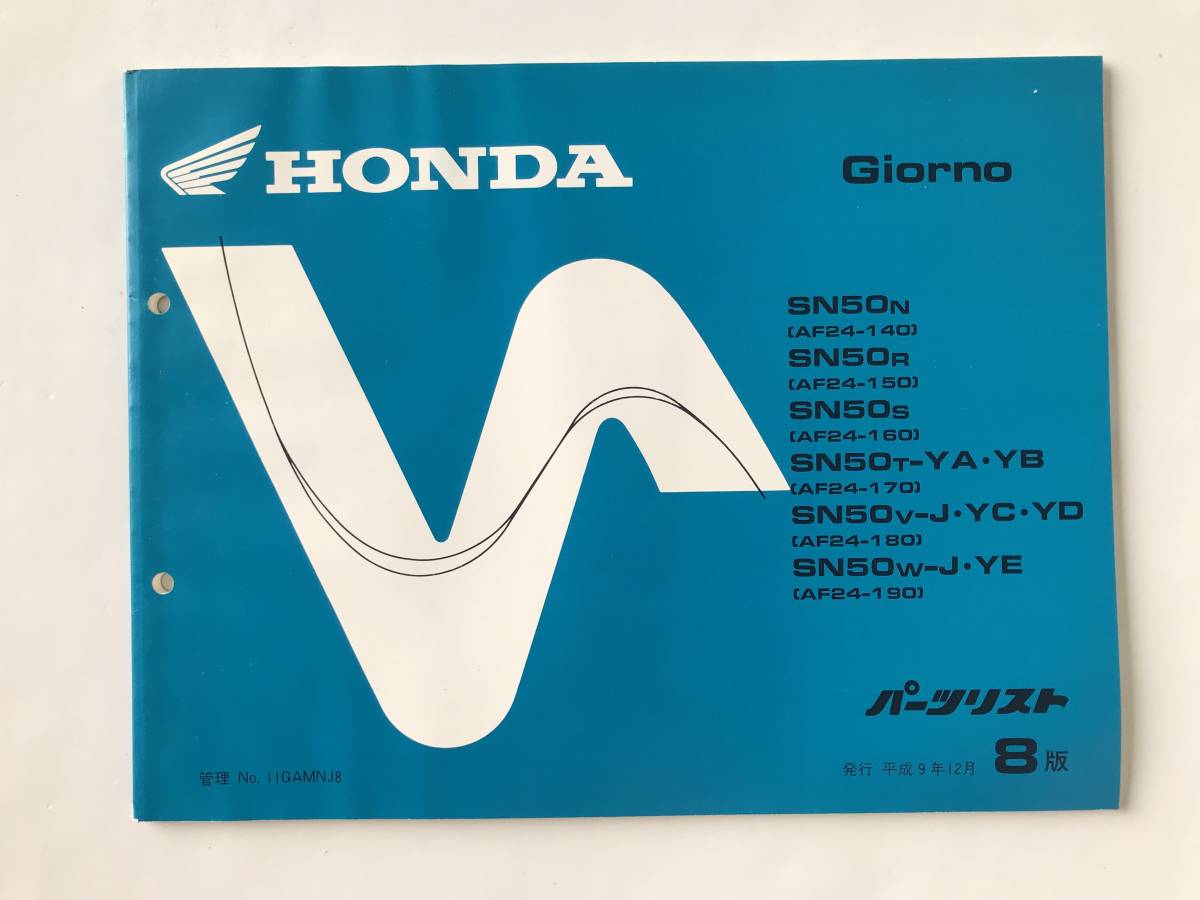 HONDA
Giorno
SN50N
(AF24-140)
SN50R
(AF24-150)
SN50S
(AF24-160)
SN50T-YA・YB
(AF24-170)
SN50V-J・YC・YD
(AF24-180)
SN50W-J・YE
(AF24-190)
パーツリスト
管理 No. 11GAMNJ8
発行 平成9年12月 8版